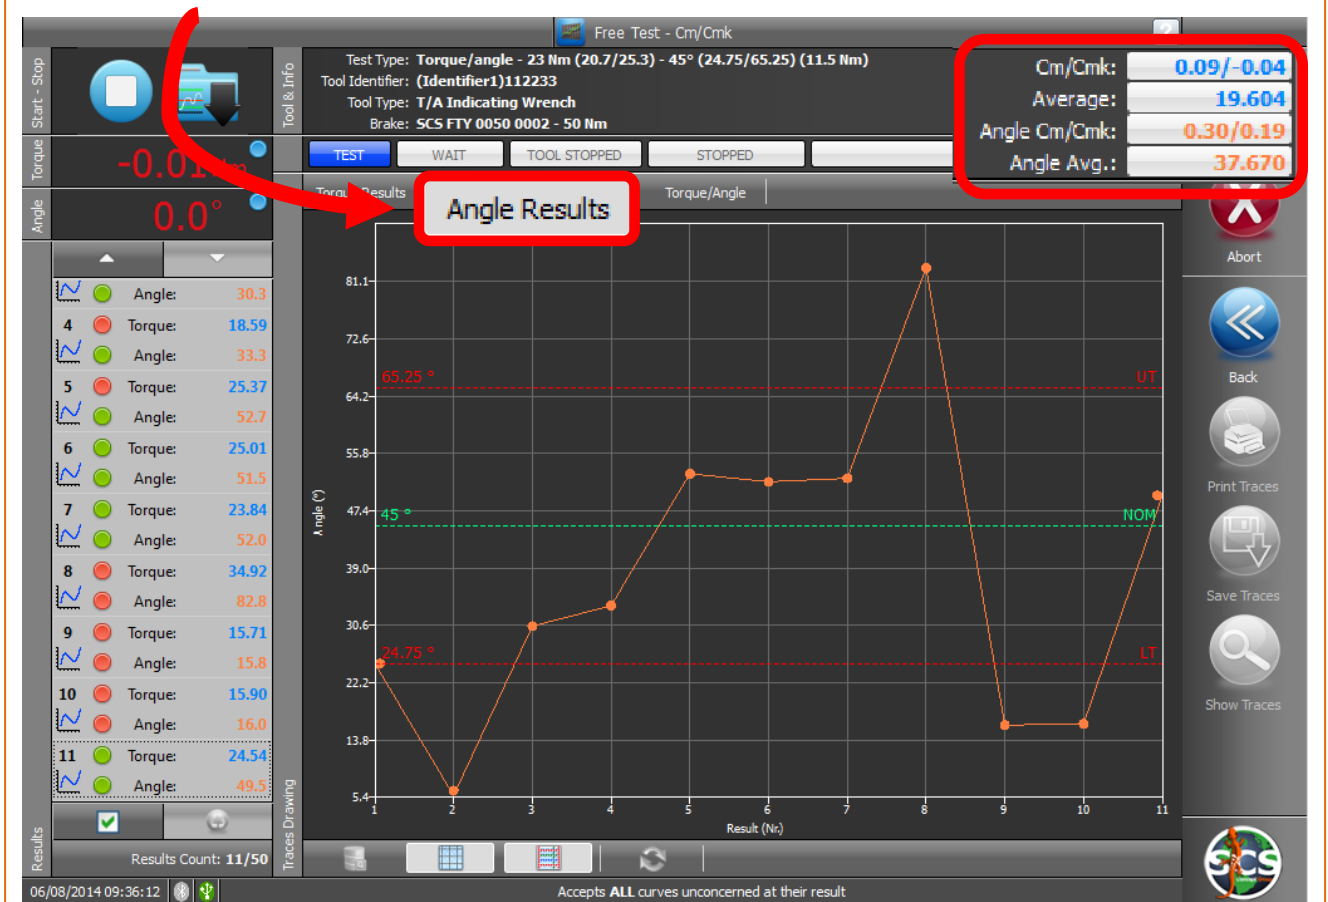 Free Test - Cm/Cmk
?
Start - Stop
Tool & Info
Test Type: Torque/angle - 23 Nm (20.7/25.3) - 45° (24.75/65.25) (11.5 Nm)
Tool Identifier: (Identifier1)112233
Tool Type: T/A Indicating Wrench
Brake: SCS FTY 0050 0002 - 50 Nm
Cm/Cmk: 0.09/-0.04
Average: 19.604
Angle Cm/Cmk: 0.30/0.19
Angle Avg.: 37.670
Torque
-0.01 Nm
TEST WAIT TOOL STOPPED STOPPED
Angle
0.0°
Torque Results Angle Results Torque/Angle
Abort
Back
Print Traces
Save Traces
Show Traces
Angle: 30.3
4 Torque: 18.59
Angle: 33.3
5 Torque: 25.37
Angle: 52.7
6 Torque: 25.01
Angle: 51.5
7 Torque: 23.84
Angle: 52.0
8 Torque: 34.92
Angle: 82.8
9 Torque: 15.71
Angle: 15.8
10 Torque: 15.90
Angle: 16.0
11 Torque: 24.54
Angle: 49.5
Results
Results Count: 11/50
Traces Drawing
81.1
72.6
65.25 ° UT
64.2
55.8
47.4
45 ° NOM
39.0
30.6
24.75 ° LT
22.2
13.8
5.4
1 2 3 4 5 6 7 8 9 10 11
Result (Nr.)
SCS
06/08/2014 09:36:12
Accepts ALL curves unconcerned at their result